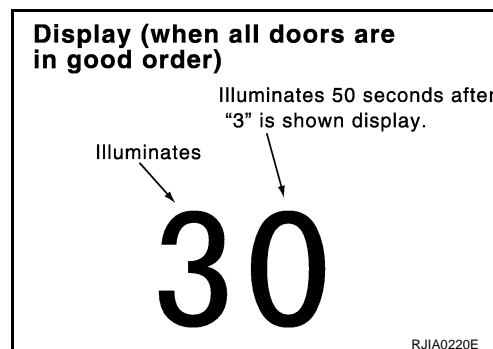 Display (when all doors are
in good order)
Illuminates 50 seconds after
“3” is shown display.
Illuminates
30
RJIA0220E